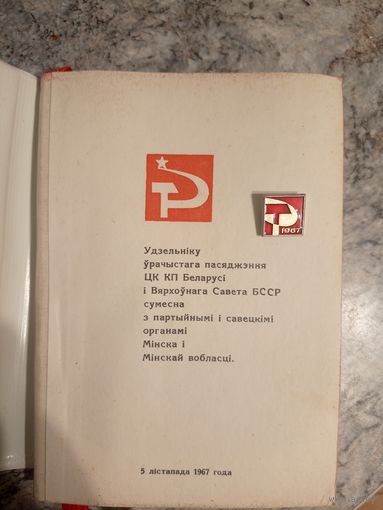 1967
Удзельніку
ўрачыстага пасяджэння
ЦК КП Беларусі
і Вярхоўнага Савета БССР
сумесна
з партыйнымі і савецкімі
органамі
Мінска і
Мінскай вобласці.
5 лістапада 1967 года